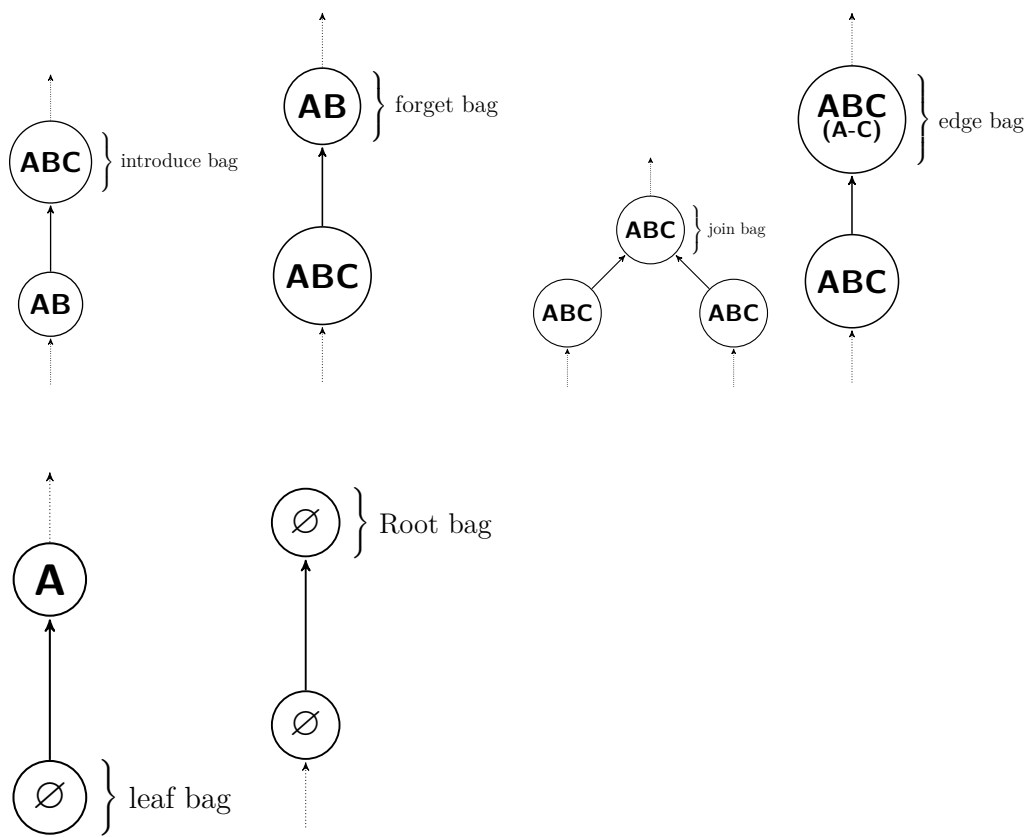 ABC
introduce bag
AB
AB
forget bag
ABC
ABC
join bag
ABC
ABC
ABC
(A-C)
edge bag
ABC
A
∅
leaf bag
∅
Root bag
∅